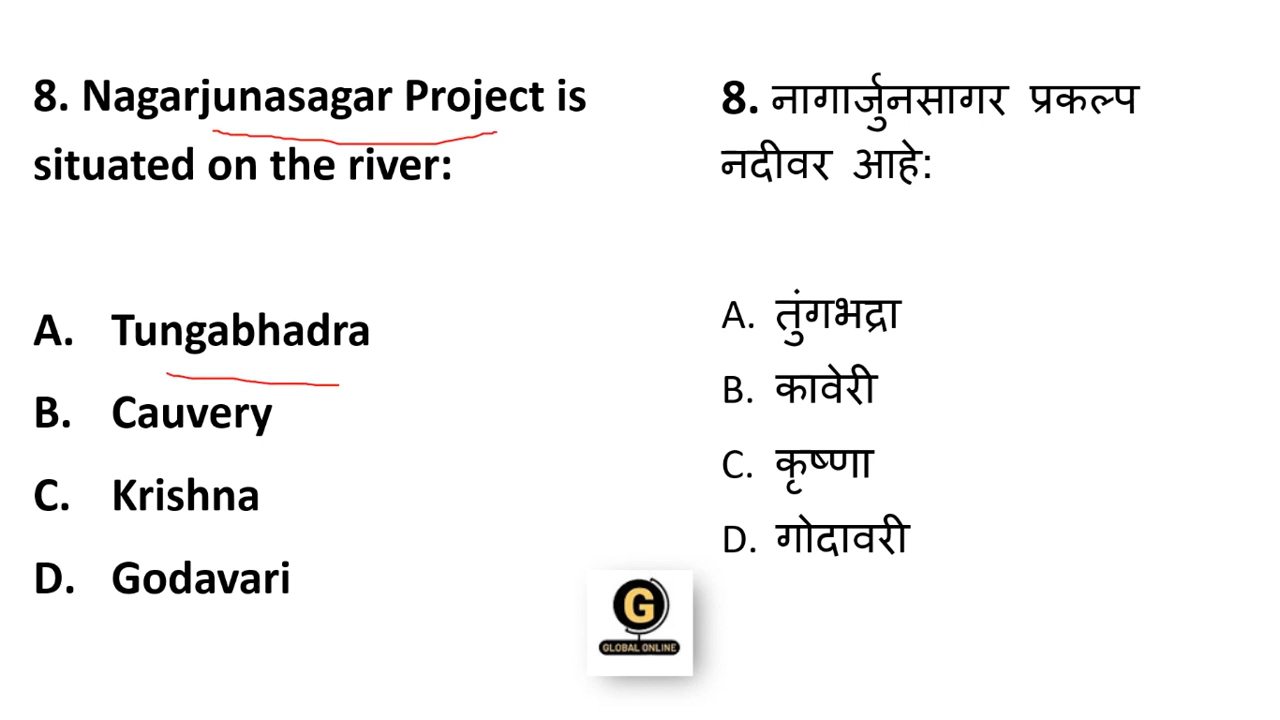 8. Nagarjunasagar Project is
situated on the river:
A. Tungabhadra
B. Cauvery
C. Krishna
D. Godavari
8. नागार्जुनसागर प्रकल्प
नदीवर आहे:
A. तुंगभद्रा
B. कावेरी
C. कृष्णा
D. गोदावरी
G
GLOBAL ONLINE